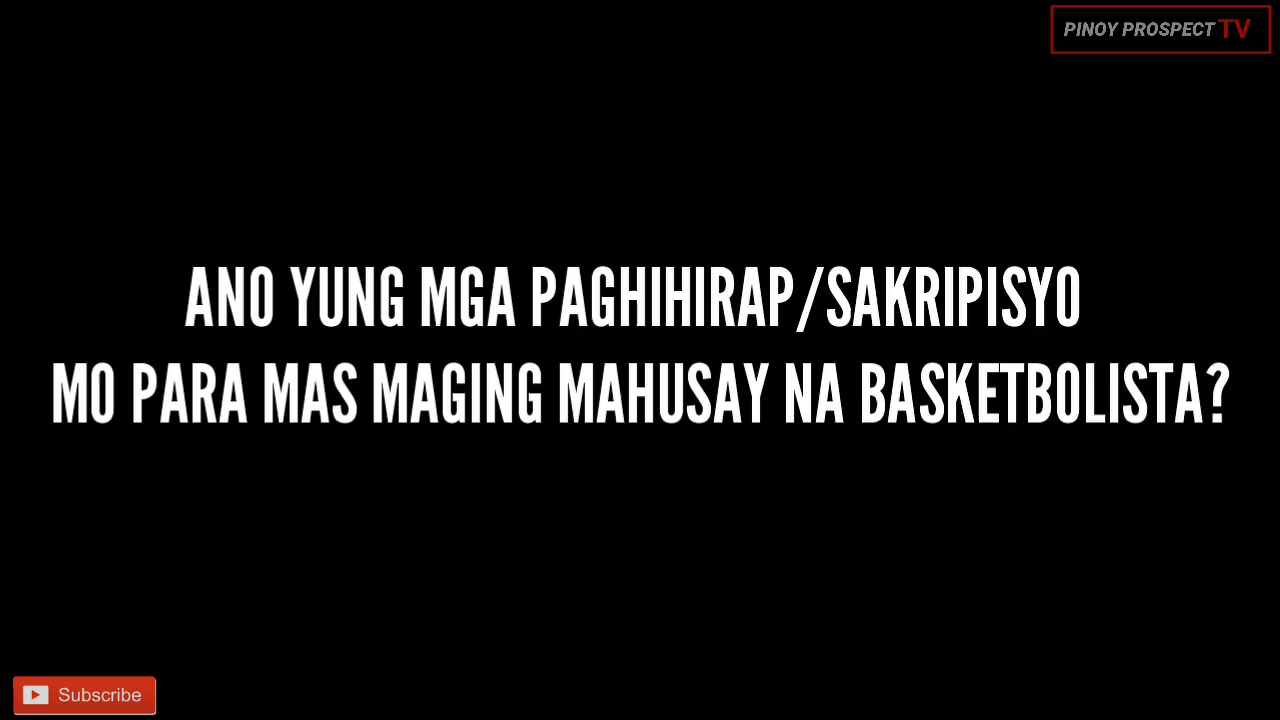 PINOY PROSPECT TV
ANO YUNG MGA PAGHIHIRAP/SAKRIPISYO
MO PARA MAS MAGING MAHUSAY NA BASKETBOLISTA?
Subscribe